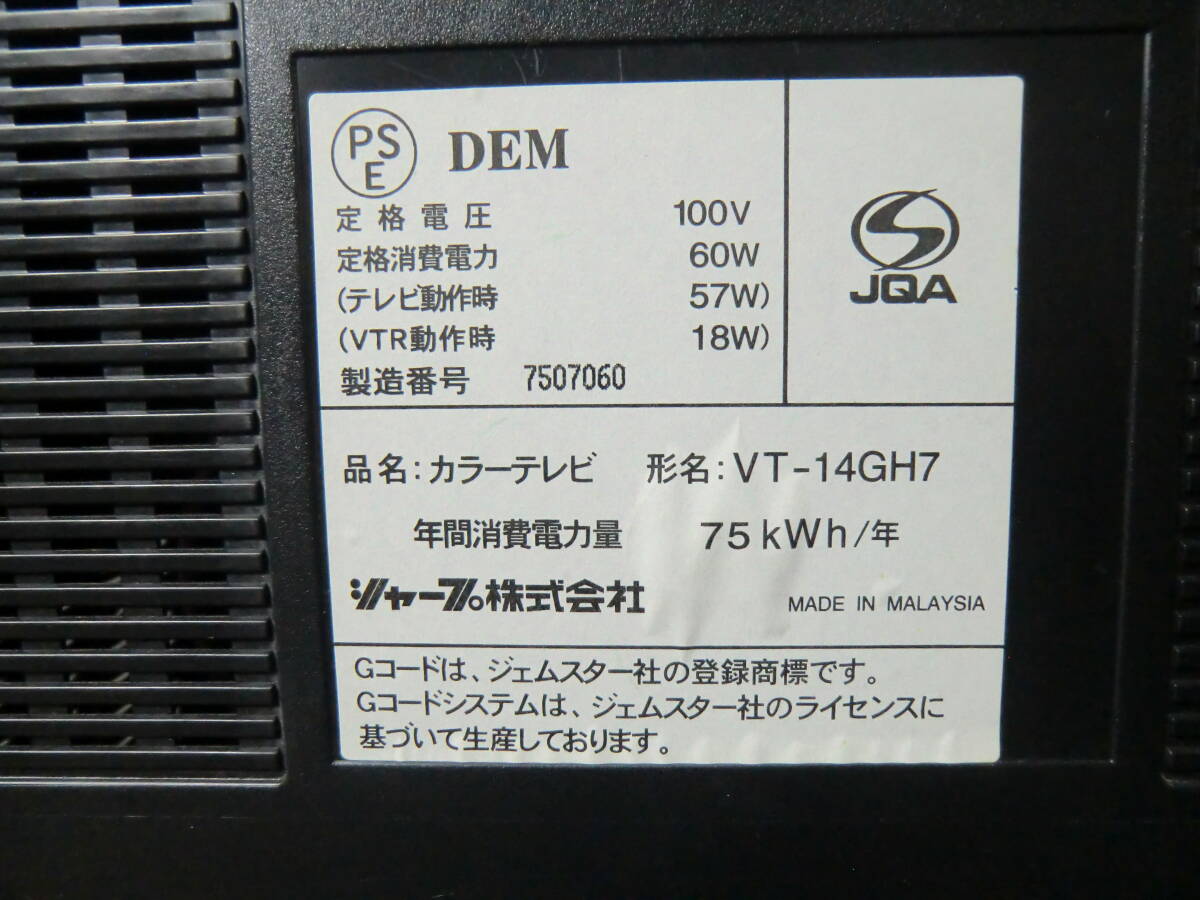 PS
E
DEM
定格電圧 100V
定格消費電力 60W
(テレビ動作時 57W)
(VTR動作時 18W)
製造番号 7507060
JQA
品名:カラーテレビ 形名:VT-14GH7
年間消費電力量 75kWh/年
シャープ株式会社 MADE IN MALAYSIA
Gコードは、ジェムスター社の登録商標です。
Gコードシステムは、ジェムスター社のライセンスに
基づいて生産しております。